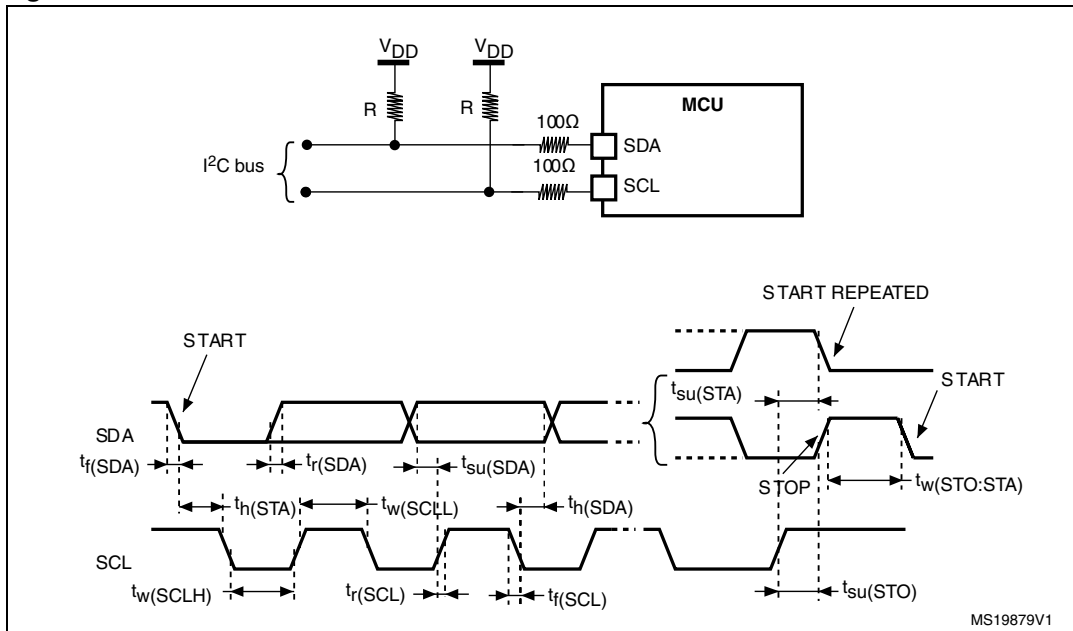 VDD
VDD
R
R
MCU
100Ω
SDA
100Ω
SCL
I²C bus
START REPEATED
START
START
tsu(STA)
SDA
tf(SDA)
tr(SDA)
tsu(SDA)
STOP
tw(STO:STA)
th(STA)
tw(SCLL)
th(SDA)
SCL
tw(SCLH)
tr(SCL)
tf(SCL)
tsu(STO)
MS19879V1